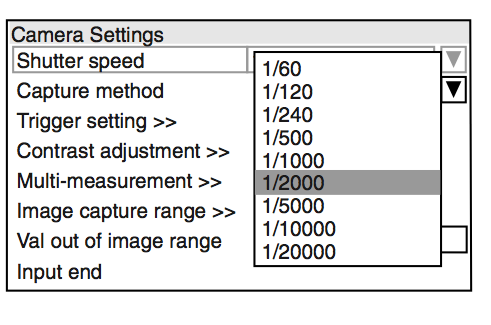 Camera Settings
Shutter speed
Capture method
Trigger setting >>
Contrast adjustment >>
Multi-measurement >>
Image capture range >>
Val out of image range
Input end
1/60
1/120
1/240
1/500
1/1000
1/2000
1/5000
1/10000
1/20000